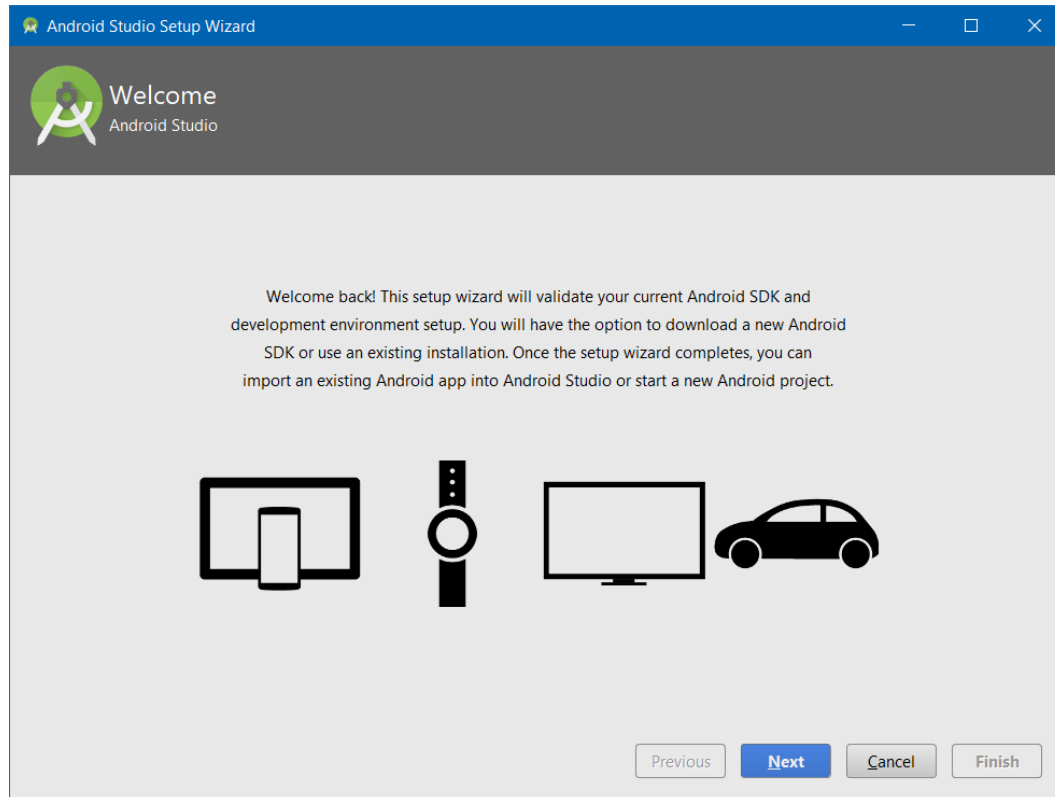 Android Studio Setup Wizard
Welcome
Android Studio
Welcome back! This setup wizard will validate your current Android SDK and
development environment setup. You will have the option to download a new Android
SDK or use an existing installation. Once the setup wizard completes, you can
import an existing Android app into Android Studio or start a new Android project.
Previous Next Cancel Finish